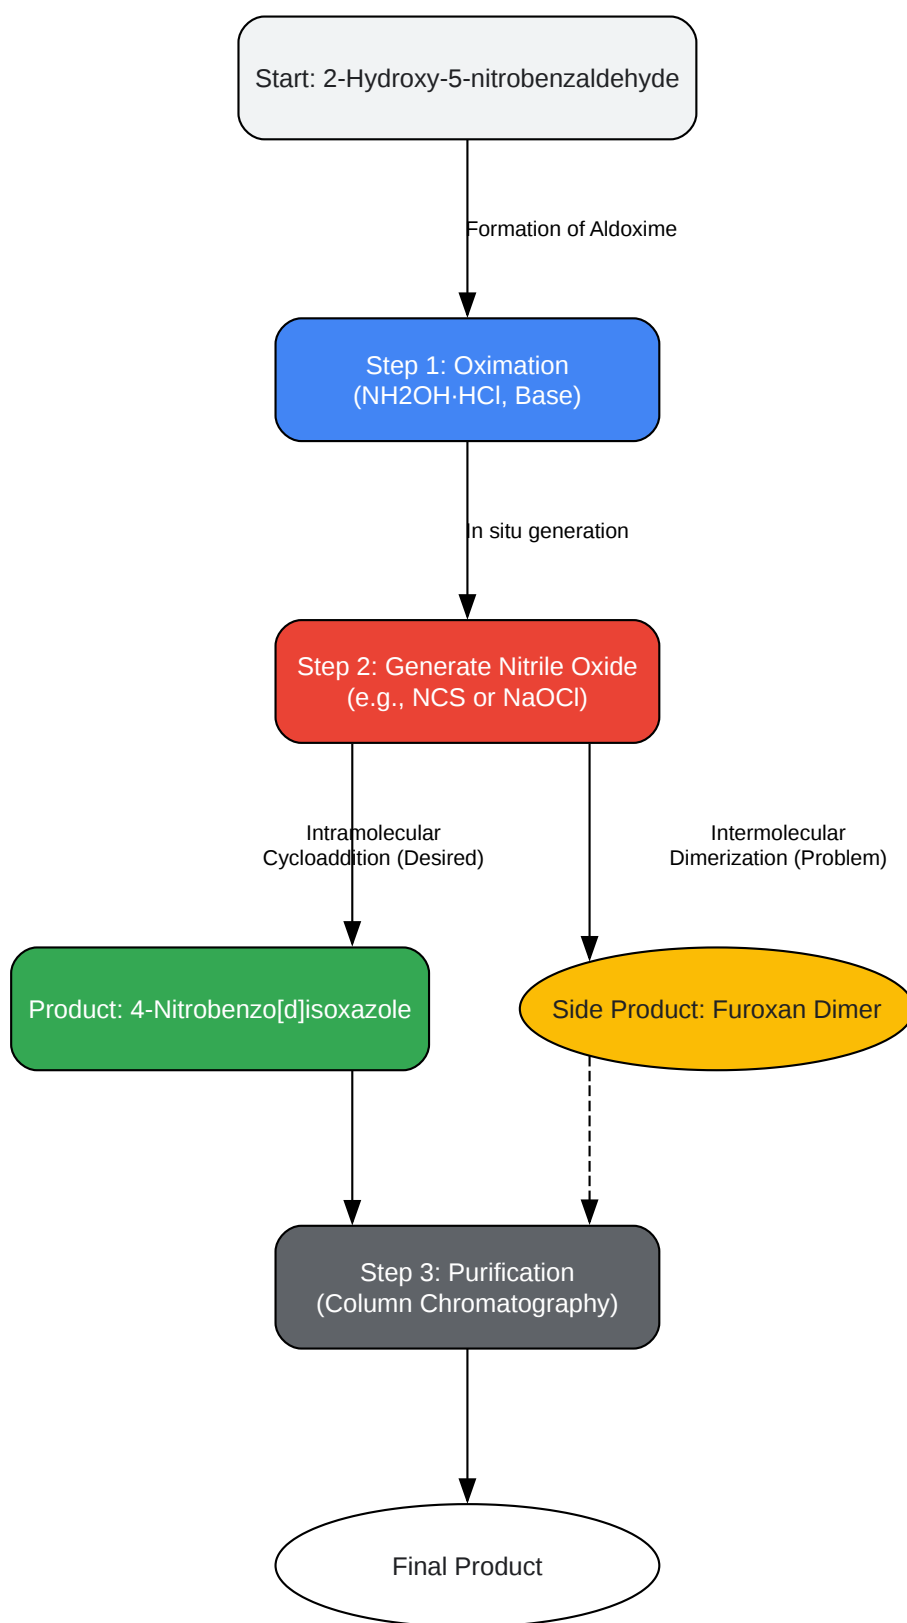 Start: 2-Hydroxy-5-nitrobenzaldehyde
Formation of Aldoxime
Step 1: Oximation
(NH2OH·HCl, Base)
In situ generation
Step 2: Generate Nitrile Oxide
(e.g., NCS or NaOCl)
Intramolecular
Cycloaddition (Desired)
Intermolecular
Dimerization (Problem)
Product: 4-Nitrobenzo[d]isoxazole
Side Product: Furoxan Dimer
Step 3: Purification
(Column Chromatography)
Final Product